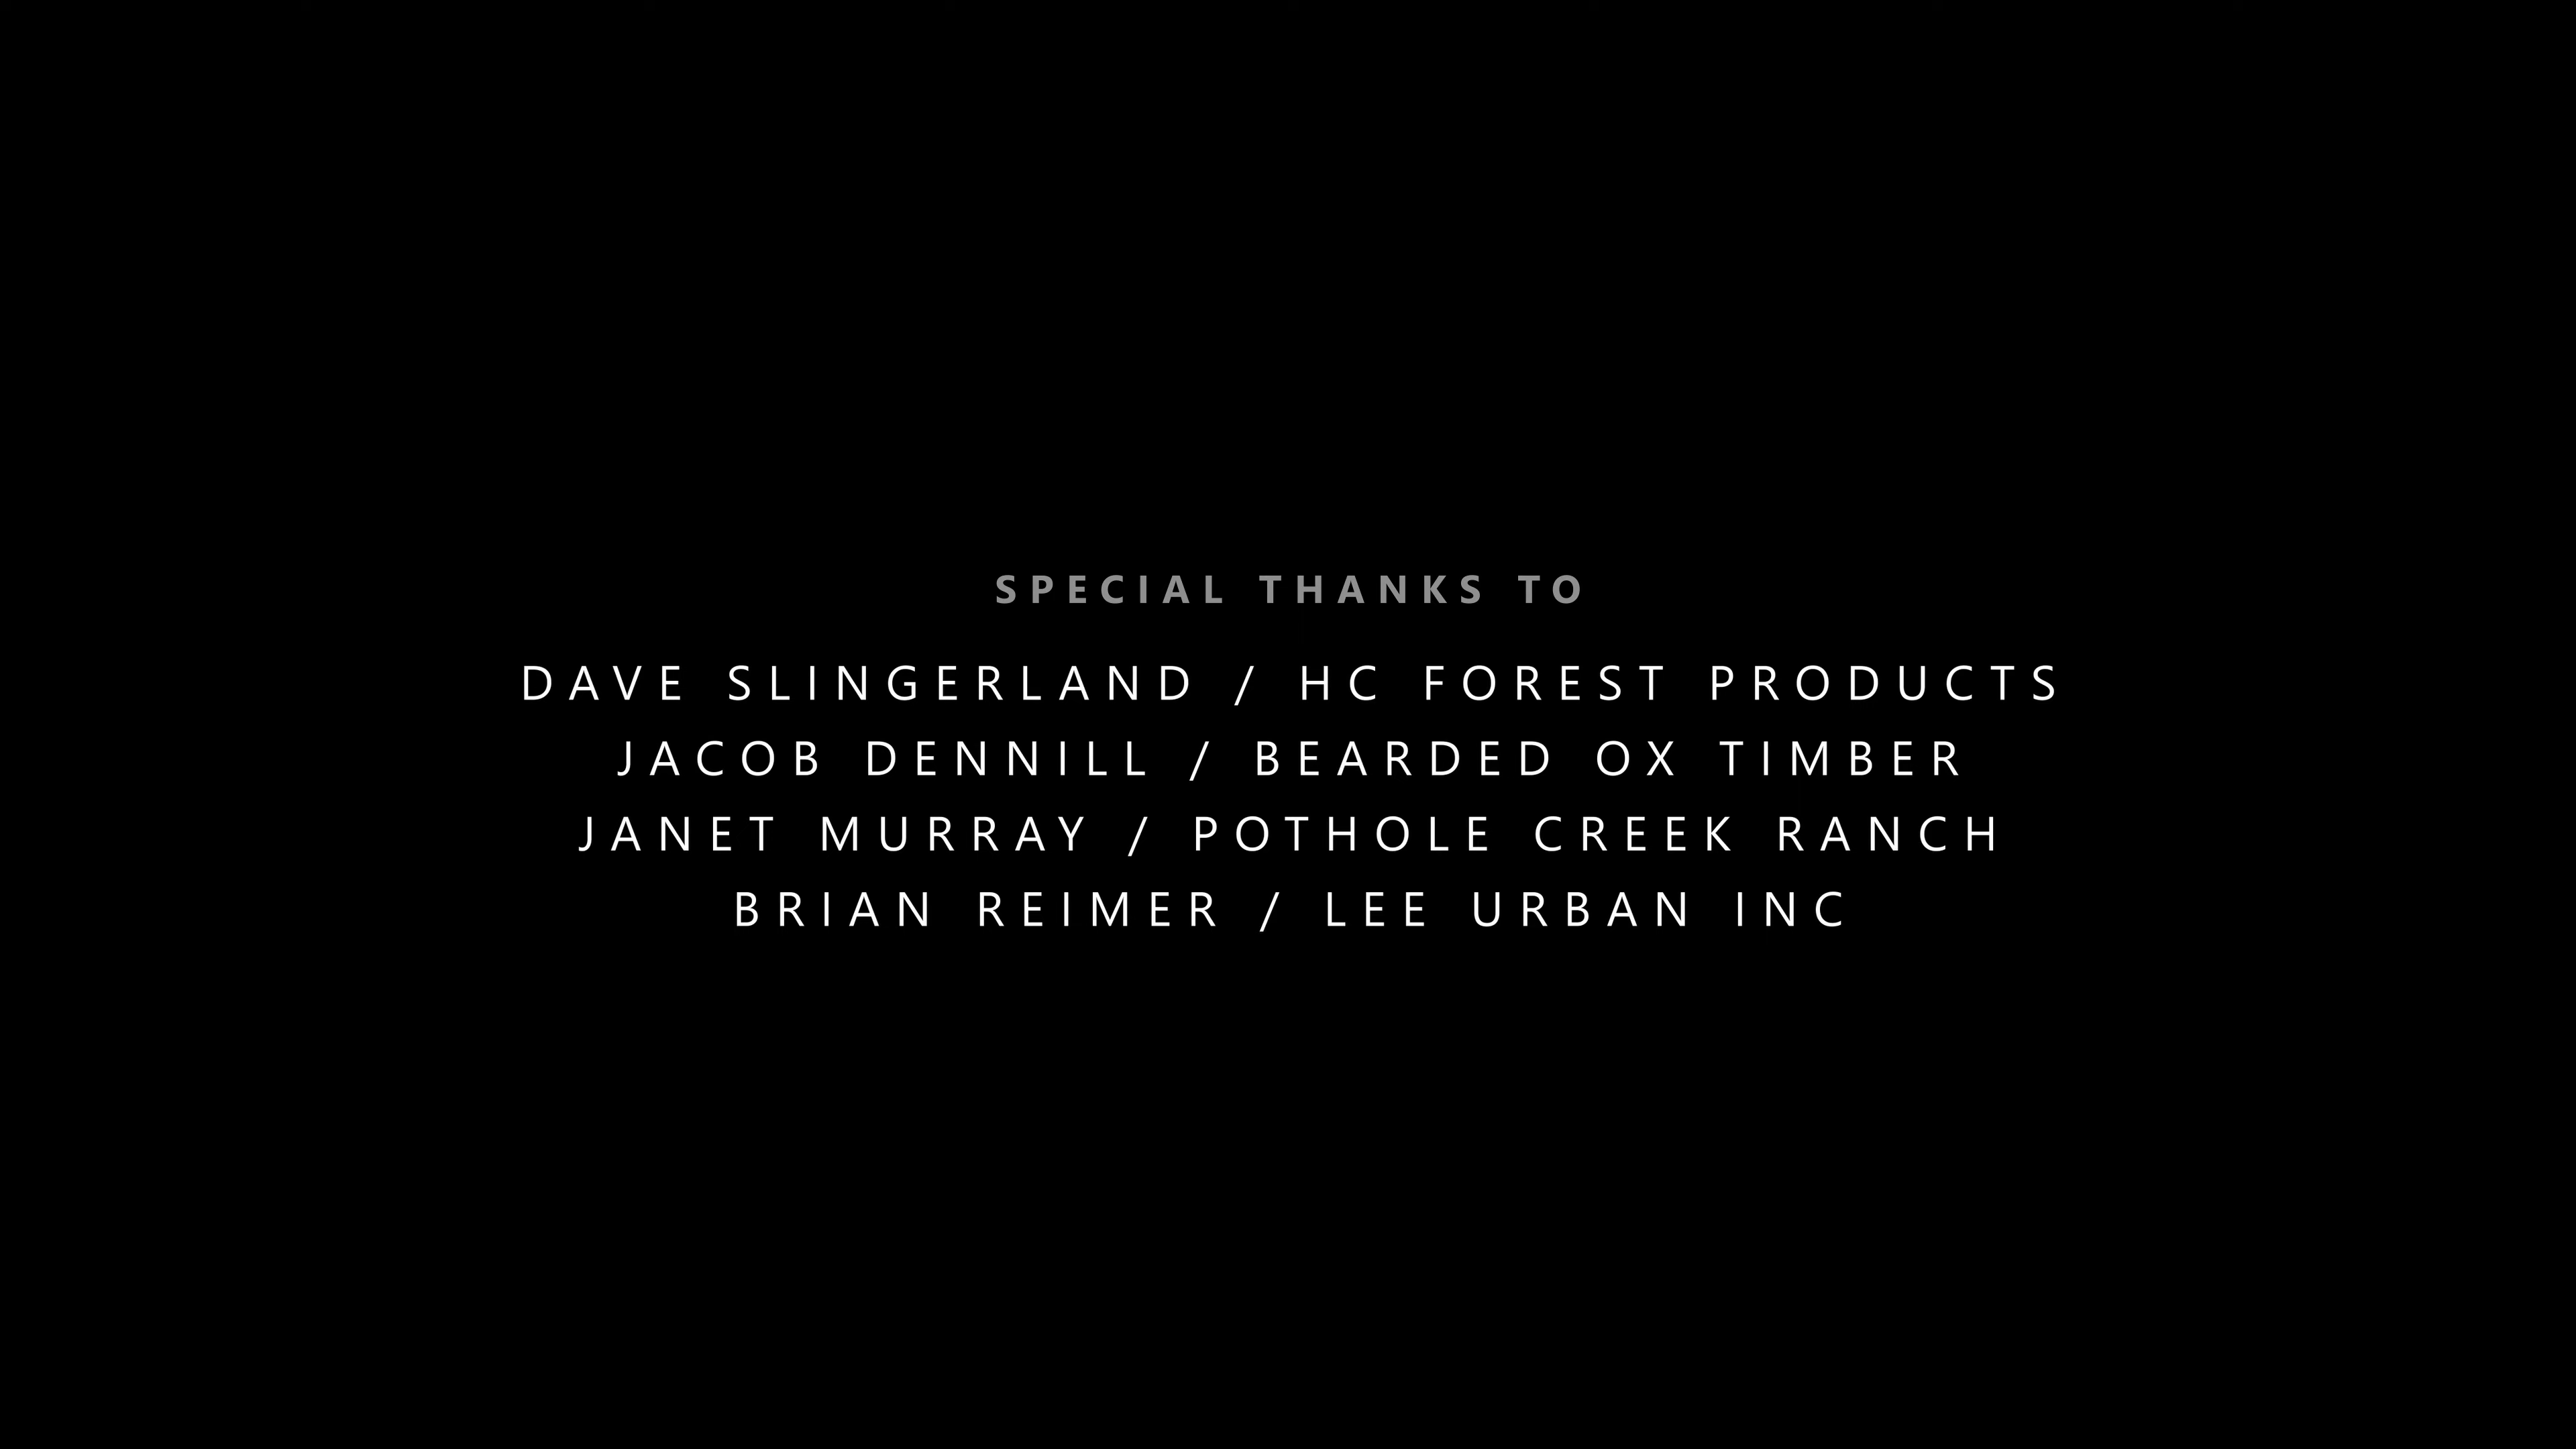 SPECIAL THANKS TO
DAVE SLINGERLAND / HC FOREST PRODUCTS
JACOB DENNILL / BEARDED OX TIMBER
JANET MURRAY / POTHOLE CREEK RANCH
BRIAN REIMER / LEE URBAN INC